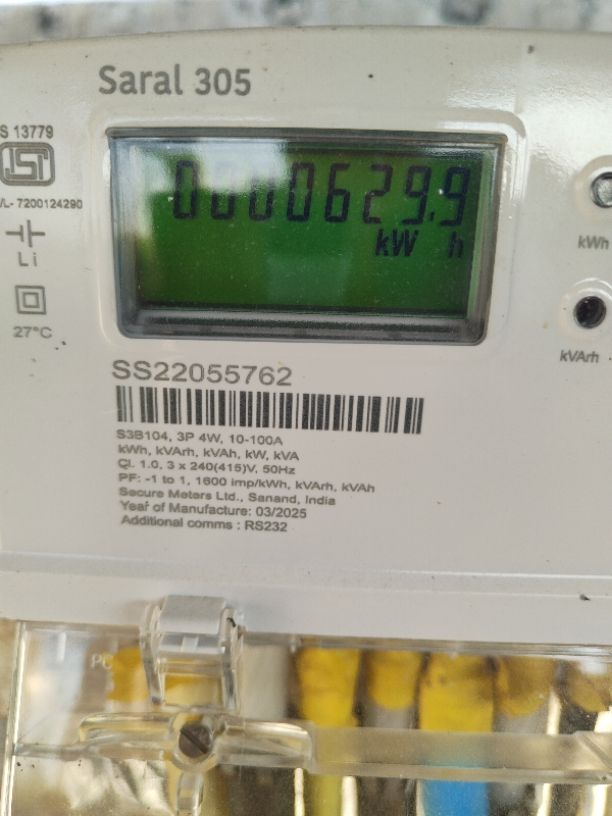 Saral 305
S 13779
ISI
/L- 7200124290
Li
27°C
0000629.9
kW h
kWh
kVArh
SS22055762
S3B104, 3P 4W, 10-100A
kWh, kVArh, kVAh, kW, kVA
Cl. 1.0, 3 x 240(415)V, 50Hz
PF: -1 to 1, 1600 imp/kWh, kVArh, kVAh
Secure Meters Ltd., Sanand, India
Year of Manufacture: 03/2025
Additional comms : RS232